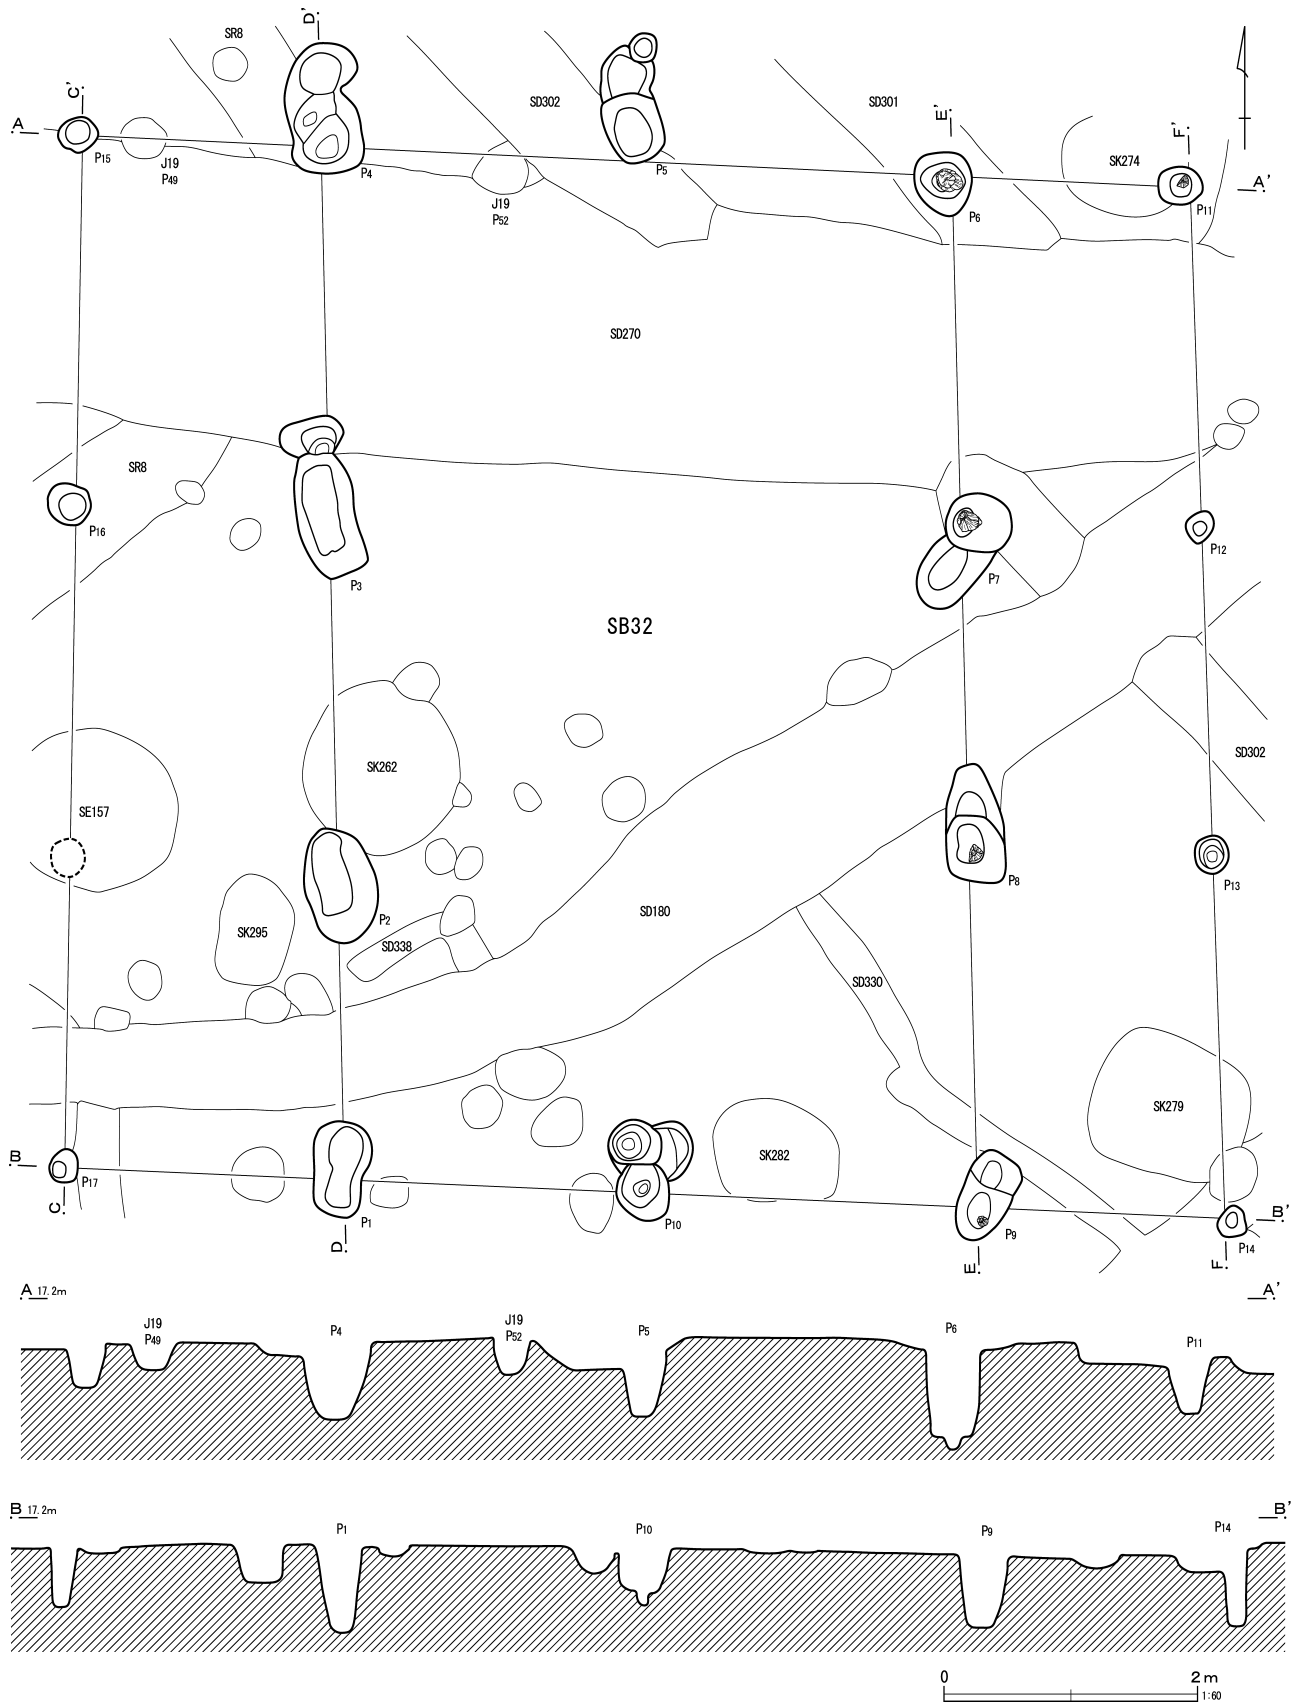 D'
SR8
C'
A
P15
J19
P49
P4
SD302
J19
P52
P5
SD301
E'
P6
SK274
F'
P11
A'
SD270
SR8
P16
P3
P7
P12
SB32
SK262
SE157
SK295
P2
SD338
SD180
P8
SD302
P13
SD330
SK279
SK282
B
P17
C
P1
D
P10
P9
E
B'
P14
F
A 17.2m
J19
P49
P4
J19
P52
P5
P6
P11
A'
B 17.2m
P1
P10
P9
P14
B'
0 2m
1:60